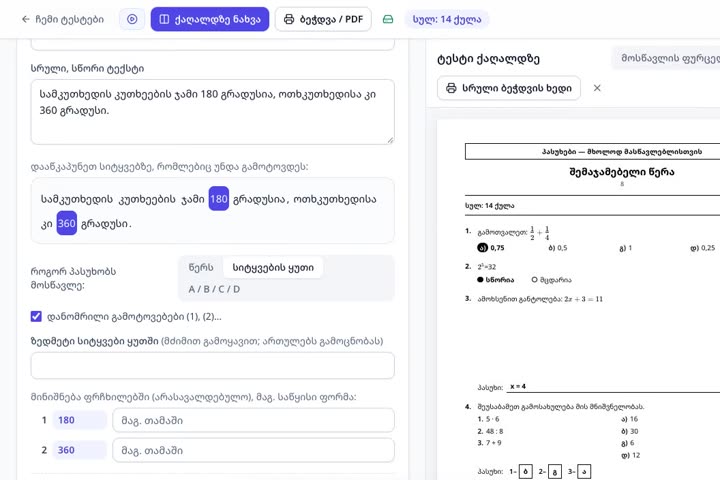 ← ჩემი ტესტები
ქაღალდზე ნახვა
ბეჭდვა / PDF
სულ: 14 ქულა
სრული, სწორი ტექსტი
სამკუთხედის კუთხეების ჯამი 180 გრადუსია, ოთხკუთხედისა კი
360 გრადუსი.
დააწკაპუნეთ სიტყვებზე, რომლებიც უნდა გამოტოვდეს:
სამკუთხედის კუთხეების ჯამი 180 გრადუსია, ოთხკუთხედისა
კი 360 გრადუსი.
როგორ პასუხობს
მოსწავლე:
წერს სიტყვების ყუთი
A / B / C / D
დანომრილი გამოტოვებები (1), (2)...
ზედმეტი სიტყვები ყუთში (მძიმით გამოყავით; ართულებს გამოცნობას)
მინიშნება ფრჩხილებში (არასავალდებულო), მაგ. საწყისი ფორმა:
1 180 მაგ. თამაში
2 360 მაგ. თამაში
ტესტი ქაღალდზე
მოსწავლის ფურცელ
სრული ბეჭდვის ხედი ×
პასუხები — მხოლოდ მასწავლებლისთვის
შემაჯამებელი წერა
8
სულ: 14 ქულა
1. გამოთვალეთ: 1/2 + 1/4
ა) 0,75 ბ) 0,5 გ) 1 დ) 0,25
2. 2⁵=32
სწორია მცდარია
3. ამოხსენით განტოლება: 2x + 3 = 11
პასუხი: x = 4
4. შეუსაბამეთ გამოსახულება მის მნიშვნელობას.
1. 5 · 6 ა) 16
2. 48 : 8 ბ) 30
3. 7 + 9 გ) 6
დ) 12
პასუხი: 1– ბ 2– გ 3– ა